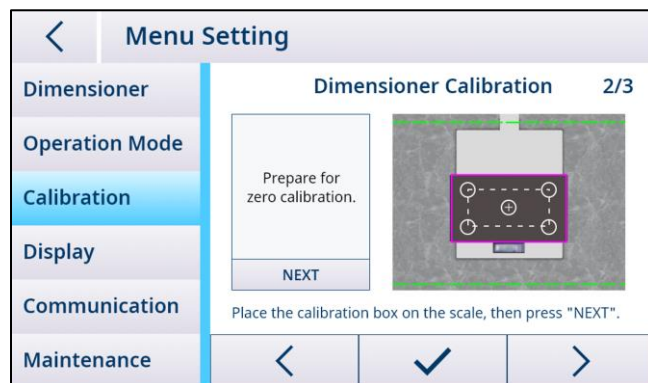 Menu Setting
Dimensioner
Operation Mode
Calibration
Display
Communication
Maintenance
Dimensioner Calibration 2/3
Prepare for
zero calibration.
NEXT
Place the calibration box on the scale, then press "NEXT".